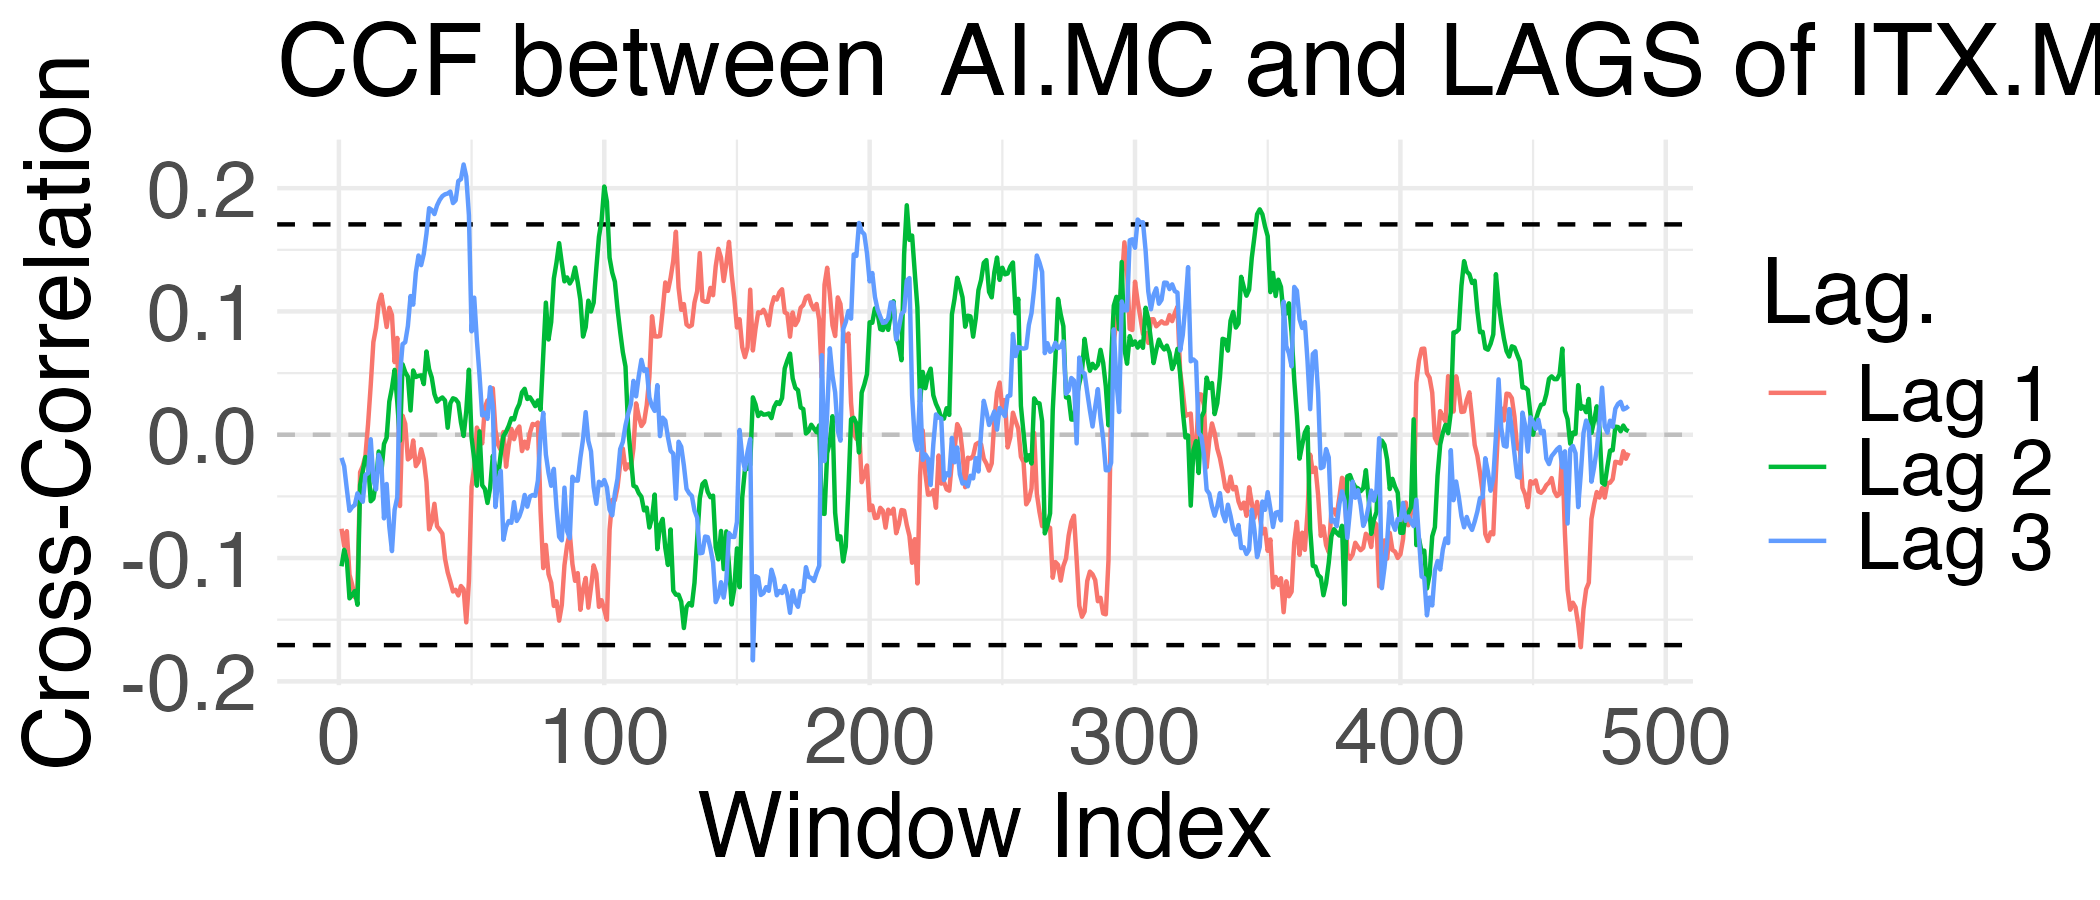 CCF between  AI.MC and LAGS of ITX.M
Cross-Correlation
0.2
0.1
0.0
-0.1
-0.2
0 100 200 300 400 500
Window Index
Lag.
Lag 1
Lag 2
Lag 3